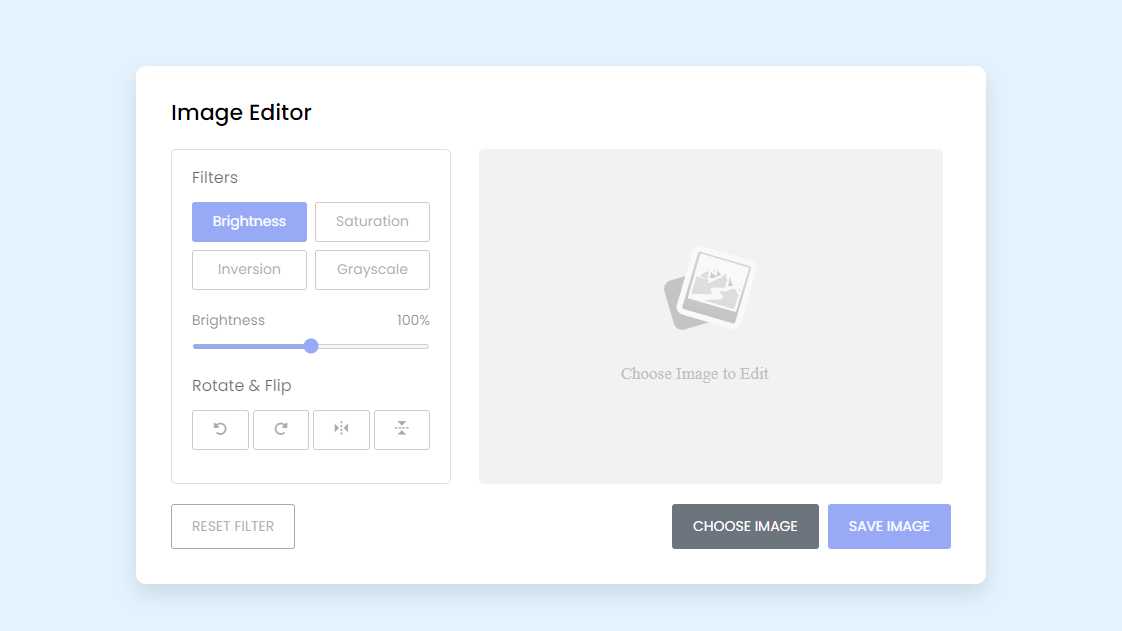 Image Editor
Filters
Brightness
Saturation
Inversion
Grayscale
Brightness
100%
Rotate & Flip
Choose Image to Edit
RESET FILTER
CHOOSE IMAGE
SAVE IMAGE